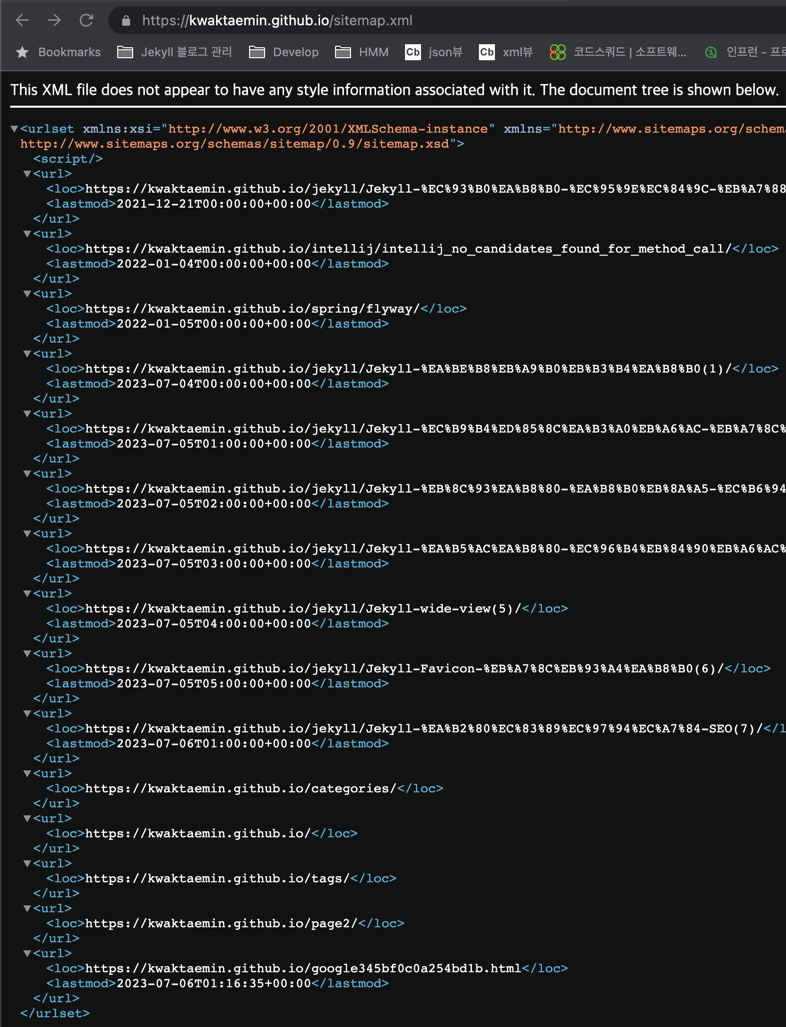 https://kwaktaemin.github.io/sitemap.xml
Bookmarks Jekyll 블로그 관리 Develop HMM Cb json뷰 Cb xml뷰 코드스쿼드 | 소프트웨... 인프런 - 프로
This XML file does not appear to have any style information associated with it. The document tree is shown below.
▼<urlset xmlns:xsi="http://www.w3.org/2001/XMLSchema-instance" xmlns="http://www.sitemaps.org/schema
http://www.sitemaps.org/schemas/sitemap/0.9/sitemap.xsd">
<script/>
▼<url>
<loc>https://kwaktaemin.github.io/jekyll/Jekyll-%EC%93%B0%EA%B8%B0-%EC%95%9E%EC%84%9C-%EB%A7%88
<lastmod>2021-12-21T00:00:00+00:00</lastmod>
</url>
▼<url>
<loc>https://kwaktaemin.github.io/intellij/intellij_no_candidates_found_for_method_call/</loc>
<lastmod>2022-01-04T00:00:00+00:00</lastmod>
</url>
▼<url>
<loc>https://kwaktaemin.github.io/spring/flyway/</loc>
<lastmod>2022-01-05T00:00:00+00:00</lastmod>
</url>
▼<url>
<loc>https://kwaktaemin.github.io/jekyll/Jekyll-%EA%BE%B8%EB%A9%B0%EB%B3%B4%EA%B8%B0(1)/</loc>
<lastmod>2023-07-04T00:00:00+00:00</lastmod>
</url>
▼<url>
<loc>https://kwaktaemin.github.io/jekyll/Jekyll-%EC%B9%B4%ED%85%8C%EA%B3%A0%EB%A6%AC-%EB%A7%8C%
<lastmod>2023-07-05T01:00:00+00:00</lastmod>
</url>
▼<url>
<loc>https://kwaktaemin.github.io/jekyll/Jekyll-%EB%8C%93%EA%B8%80-%EA%B8%B0%EB%8A%A5-%EC%B6%94
<lastmod>2023-07-05T02:00:00+00:00</lastmod>
</url>
▼<url>
<loc>https://kwaktaemin.github.io/jekyll/Jekyll-%EA%B5%AC%EA%B8%80-%EC%96%B4%EB%84%90%EB%A6%AC%
<lastmod>2023-07-05T03:00:00+00:00</lastmod>
</url>
▼<url>
<loc>https://kwaktaemin.github.io/jekyll/Jekyll-wide-view(5)/</loc>
<lastmod>2023-07-05T04:00:00+00:00</lastmod>
</url>
▼<url>
<loc>https://kwaktaemin.github.io/jekyll/Jekyll-Favicon-%EB%A7%8C%EB%93%A4%EA%B8%B0(6)/</loc>
<lastmod>2023-07-05T05:00:00+00:00</lastmod>
</url>
▼<url>
<loc>https://kwaktaemin.github.io/jekyll/Jekyll-%EA%B2%80%EC%83%89%EC%97%94%EC%A7%84-SEO(7)/</l
<lastmod>2023-07-06T01:00:00+00:00</lastmod>
</url>
▼<url>
<loc>https://kwaktaemin.github.io/categories/</loc>
</url>
▼<url>
<loc>https://kwaktaemin.github.io/</loc>
</url>
▼<url>
<loc>https://kwaktaemin.github.io/tags/</loc>
</url>
▼<url>
<loc>https://kwaktaemin.github.io/page2/</loc>
</url>
▼<url>
<loc>https://kwaktaemin.github.io/google345bf0c0a254bd1b.html</loc>
<lastmod>2023-07-06T01:16:35+00:00</lastmod>
</url>
</urlset>